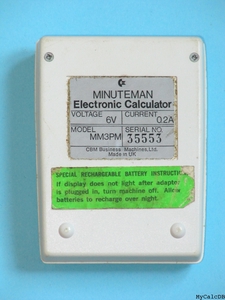 MINUTEMAN
Electronic Calculator
VOLTAGE 6V CURRENT 0.2A
MODEL MM3PM SERIAL NO. 35553
CBM Business Machines Ltd.
Made in UK
SPECIAL RECHARGEABLE BATTERY INSTRUCTIONS
If display does not light after adapter
is plugged in, turn machine off. Allow
batteries to recharge over night.
MyCalcDB